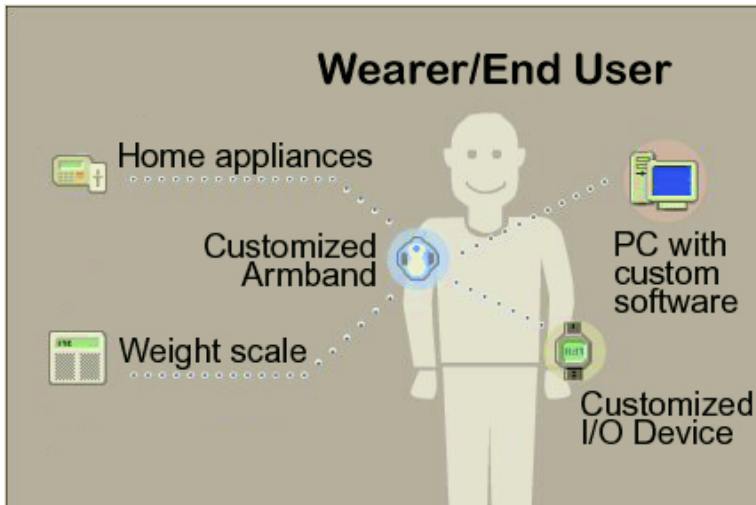 Wearer/End User
Home appliances
Customized
Armband
PC with
custom
software
Weight scale
Customized
I/O Device